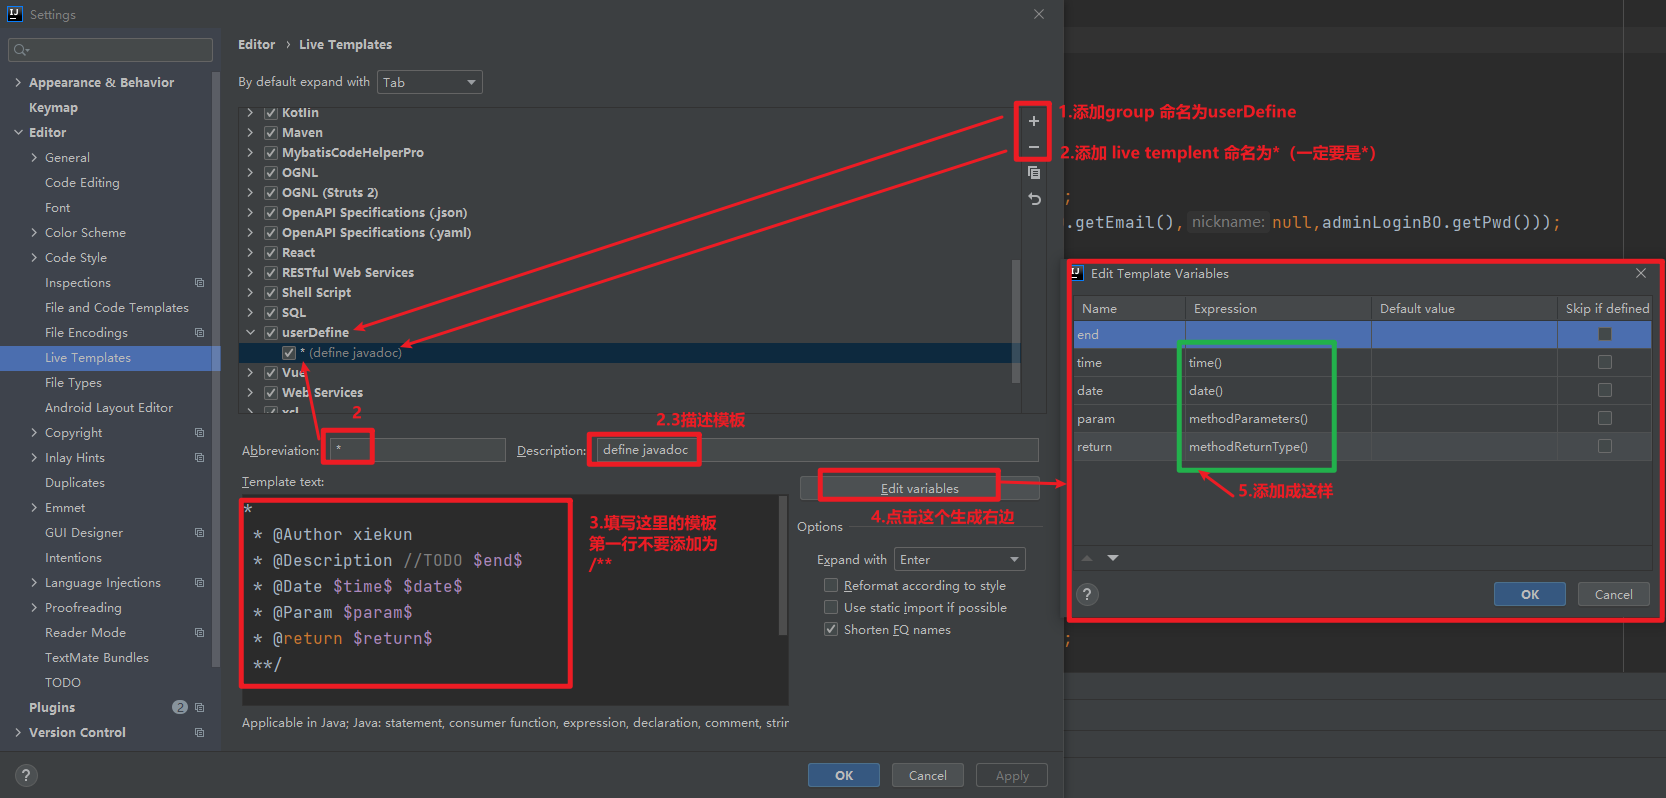 Settings
Appearance & Behavior
Keymap
Editor
General
Code Editing
Font
Color Scheme
Code Style
Inspections
File and Code Templates
File Encodings
Live Templates
File Types
Android Layout Editor
Copyright
Inlay Hints
Duplicates
Emmet
GUI Designer
Intentions
Language Injections
Proofreading
Reader Mode
TextMate Bundles
TODO
Plugins
2
Version Control
?
Editor › Live Templates
By default expand with Tab
Kotlin
Maven
MybatisCodeHelperPro
OGNL
OGNL (Struts 2)
OpenAPI Specifications (.json)
OpenAPI Specifications (.yaml)
React
RESTful Web Services
Shell Script
SQL
userDefine
* (define javadoc)
Vue
Web Services
xsl
1.添加group 命名为userDefine
2.添加 live templent 命名为*（一定要是*）
2
2.3描述模板
Abbreviation: *
Description: define javadoc
Template text:
*
* @Author xiekun
* @Description //TODO $end$
* @Date $time$ $date$
* @Param $param$
* @return $return$
**/
3.填写这里的模板
第一行不要添加为
/**
Edit variables
4.点击这个生成右边
Options
Expand with Enter
Reformat according to style
Use static import if possible
Shorten FQ names
Applicable in Java; Java: statement, consumer function, expression, declaration, comment, strin
OK Cancel Apply
;
.getEmail(), nickname: null,adminLoginBO.getPwd()));
Edit Template Variables
Name Expression Default value Skip if defined
end
time time()
date date()
param methodParameters()
return methodReturnType()
5.添加成这样
?
OK Cancel
;